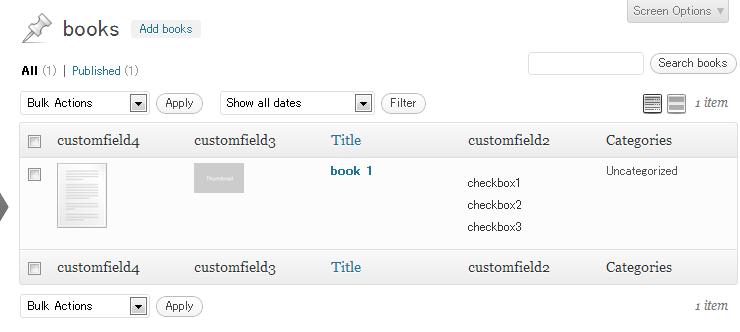 Screen Options ▼
books Add books
Search books
All (1) | Published (1)
Bulk Actions Apply Show all dates Filter 1 item
customfield4 customfield3 Title customfield2 Categories
Thumbnail book 1 Uncategorized
checkbox1
checkbox2
checkbox3
customfield4 customfield3 Title customfield2 Categories
Bulk Actions Apply 1 item